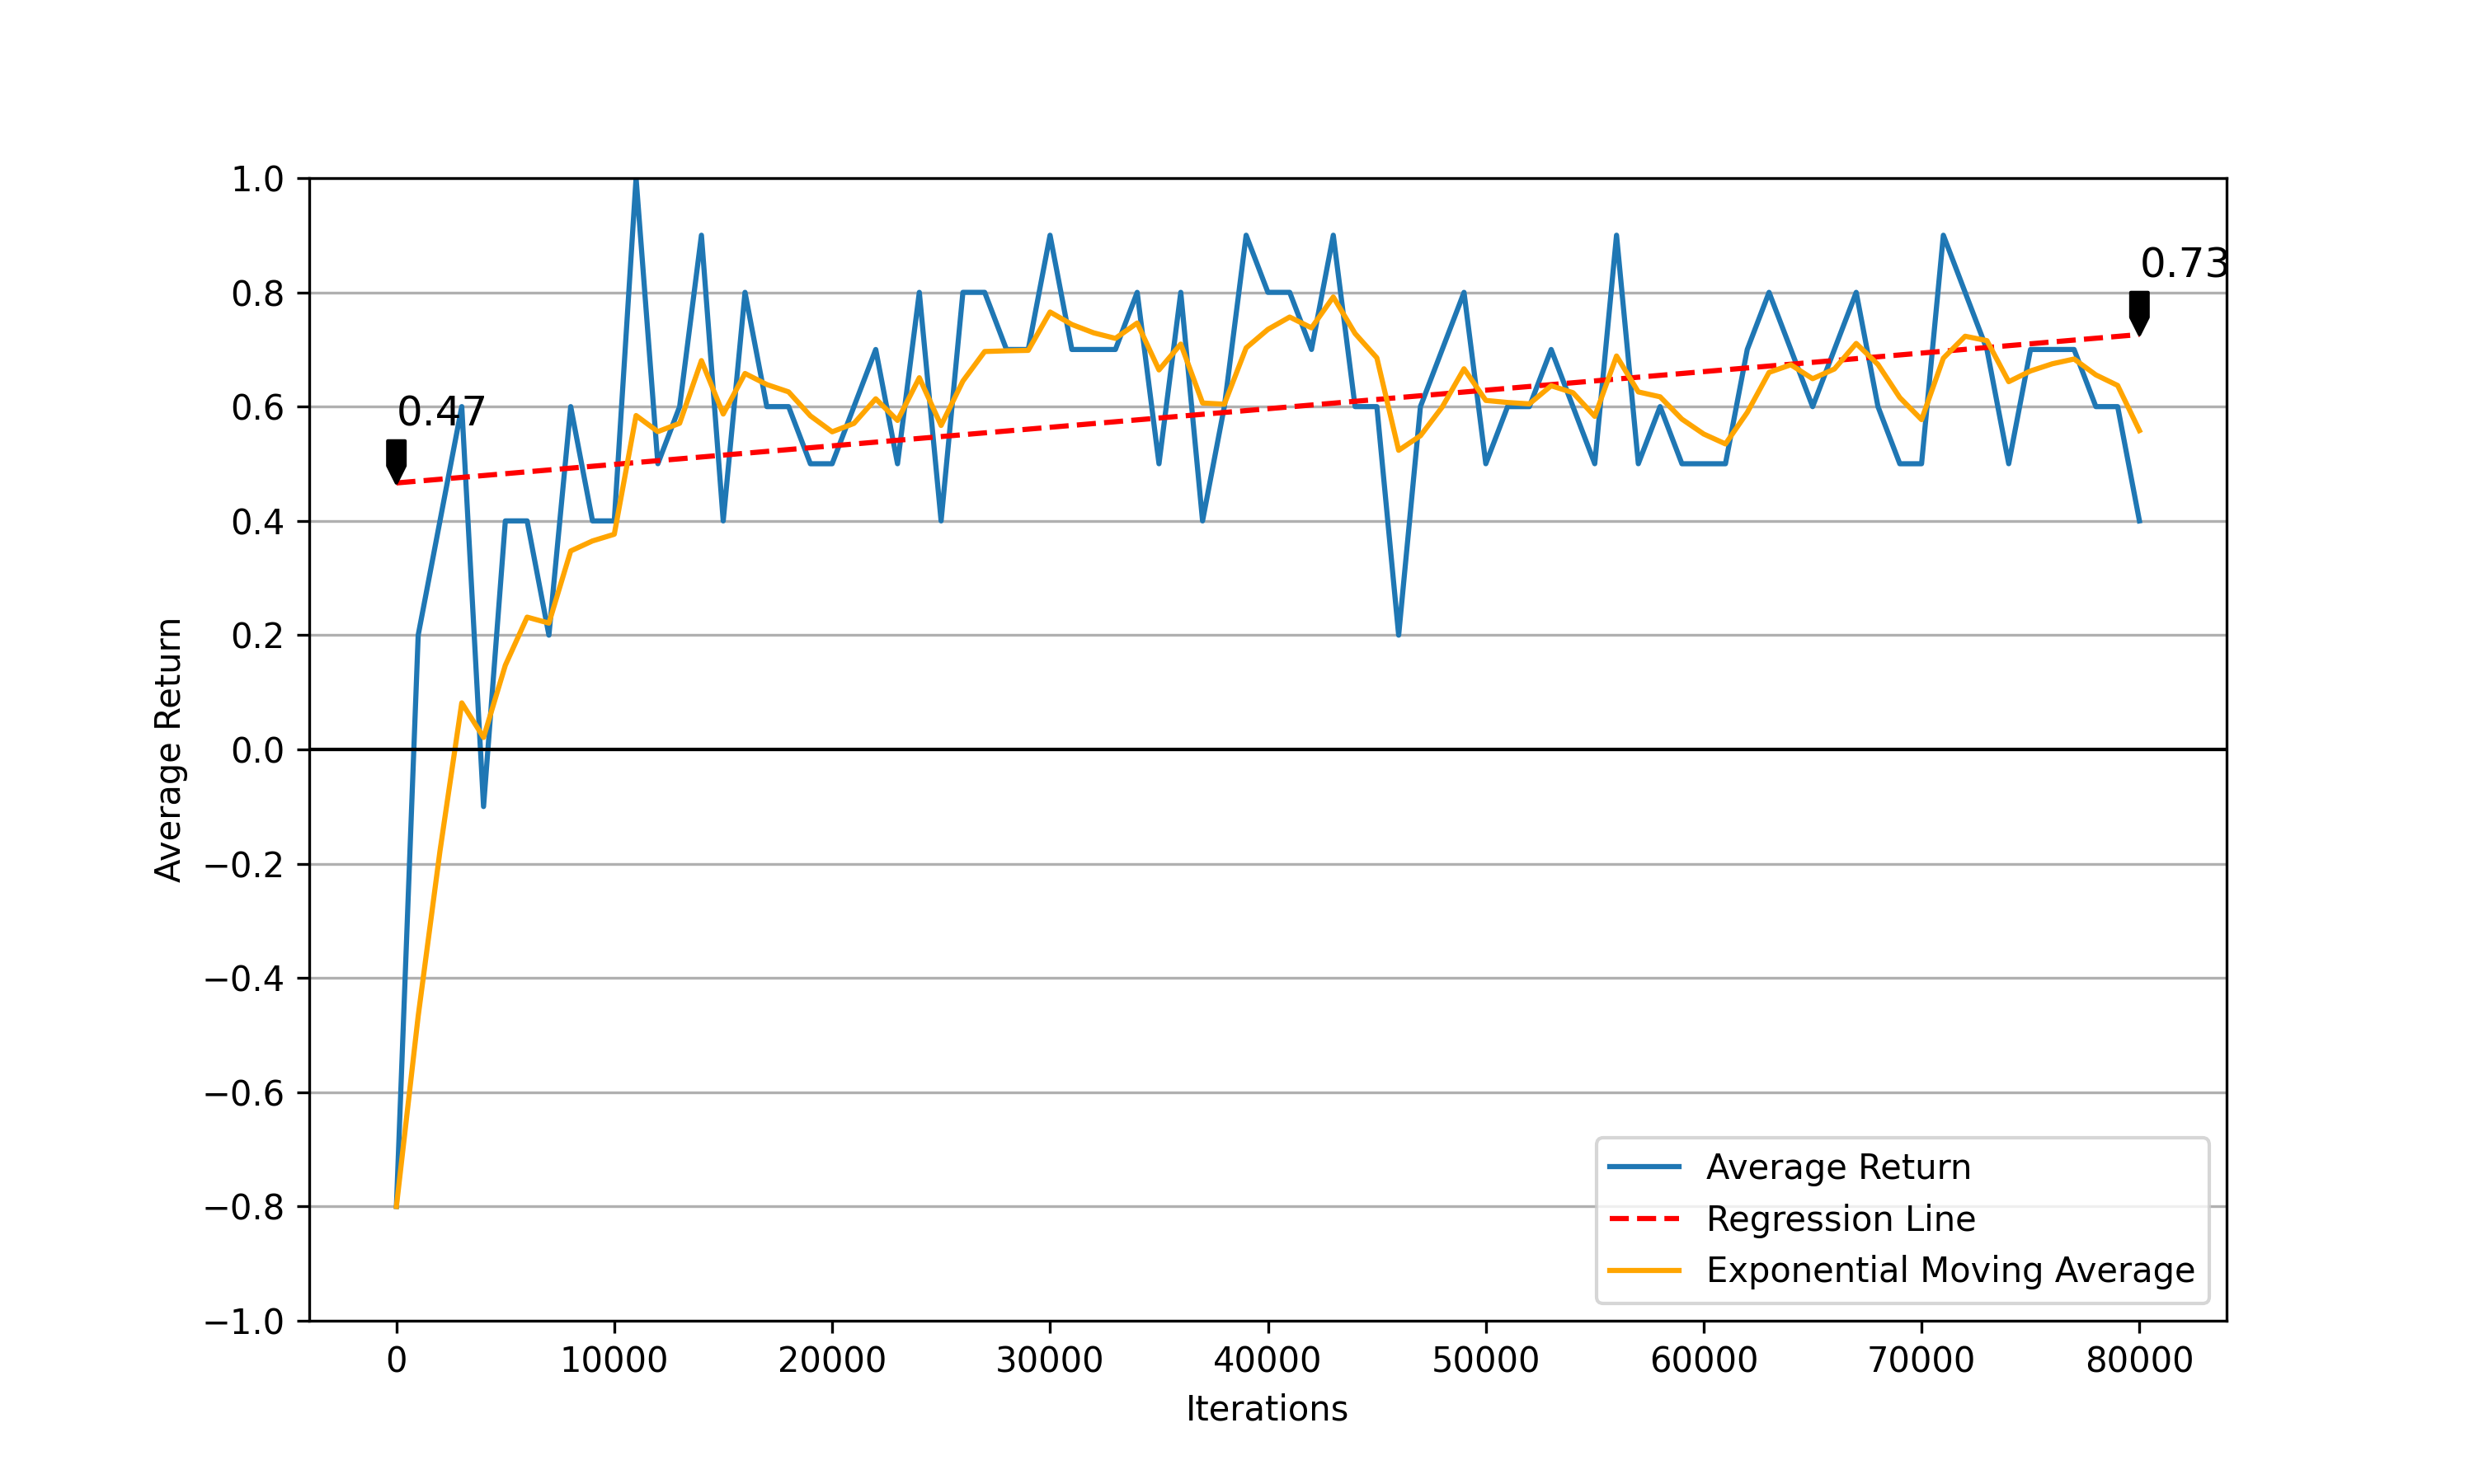 1.0
0.8
0.6
0.4
0.2
0.0
−0.2
−0.4
−0.6
−0.8
−1.0
Average Return
0.47
0.73
Average Return
Regression Line
Exponential Moving Average
0 10000 20000 30000 40000 50000 60000 70000 80000
Iterations